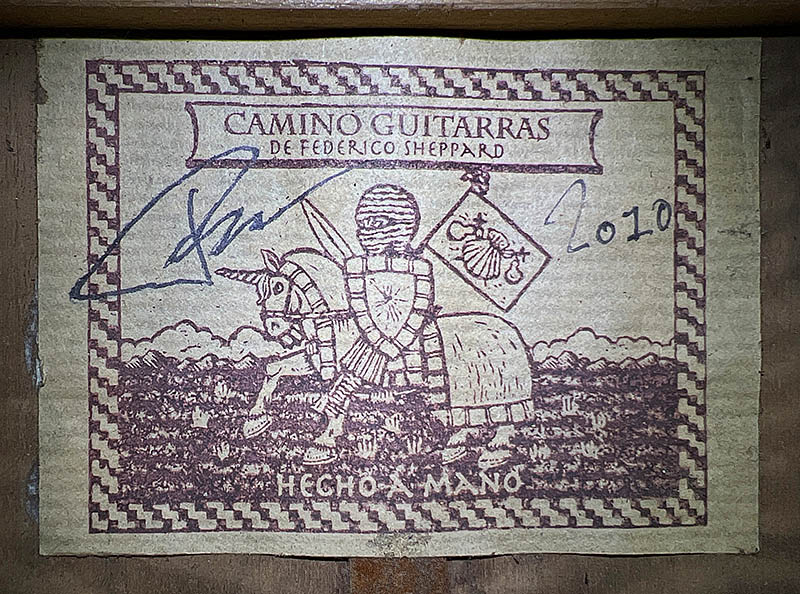 CAMINO GUITARRAS
DE FEDERICO SHEPPARD
2010
HECHO A MANO